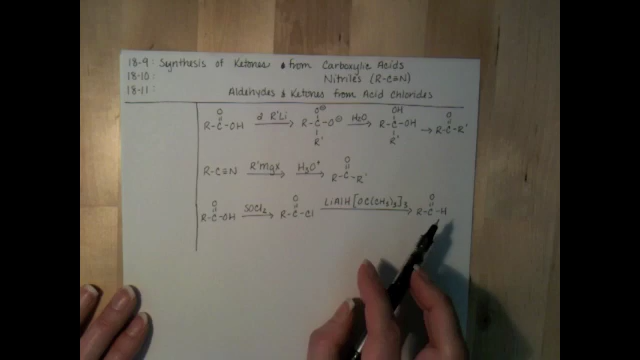 18-9: Synthesis of Ketones from Carboxylic Acids
18-10: Nitriles (R-C≡N)
18-11: Aldehydes & Ketones from Acid Chlorides
O O⊖ OH O
R-C-OH 2 R'Li R-C-O⊖ H₂O R-C-OH → R-C-R'
R' R'
R-C≡N R'MgX H₃O⁺ O
R-C-R'
O O O
R-C-OH SOCl₂ R-C-Cl LiAlH[OC(CH₃)₃]₃ R-C-H